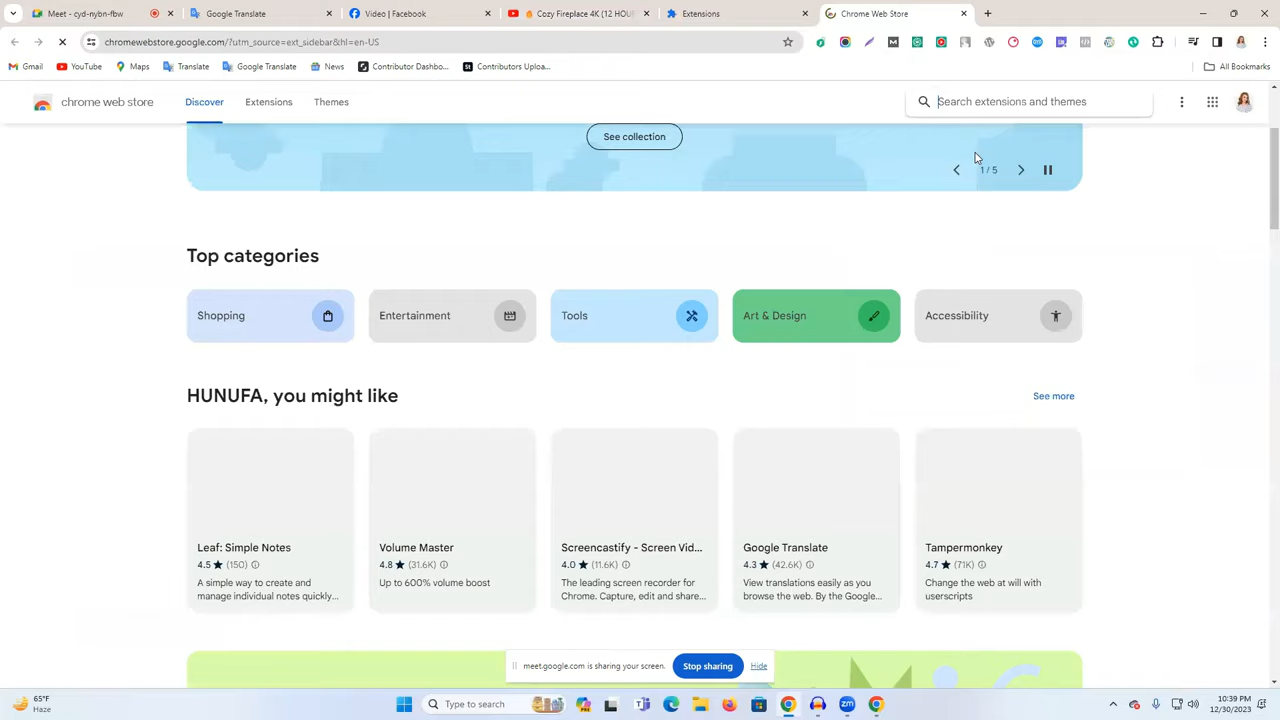 Meet - cyd-nybn-fbw
Google Translate
Video | Facebook
🔥 Cozy Fireplace 4K (12 HOUR
Extensions
Chrome Web Store
chromewebstore.google.com/?utm_source=ext_sidebar&hl=en-US
Gmail
YouTube
Maps
Translate
Google Translate
News
Contributor Dashbo...
Contributors Uploa...
All Bookmarks
chrome web store
Discover
Extensions
Themes
Search extensions and themes
See collection
1 / 5
Top categories
Shopping
Entertainment
Tools
Art & Design
Accessibility
HUNUFA, you might like
See more
Leaf: Simple Notes
4.5 ★ (150)
A simple way to create and
manage individual notes quickly...
Volume Master
4.8 ★ (31.6K)
Up to 600% volume boost
Screencastify - Screen Vid...
4.0 ★ (11.6K)
The leading screen recorder for
Chrome. Capture, edit and share...
Google Translate
4.3 ★ (42.6K)
View translations easily as you
browse the web. By the Google...
Tampermonkey
4.7 ★ (71K)
Change the web at will with
userscripts
meet.google.com is sharing your screen.
Stop sharing
Hide
65°F
Haze
Type to search
10:39 PM
12/30/2023